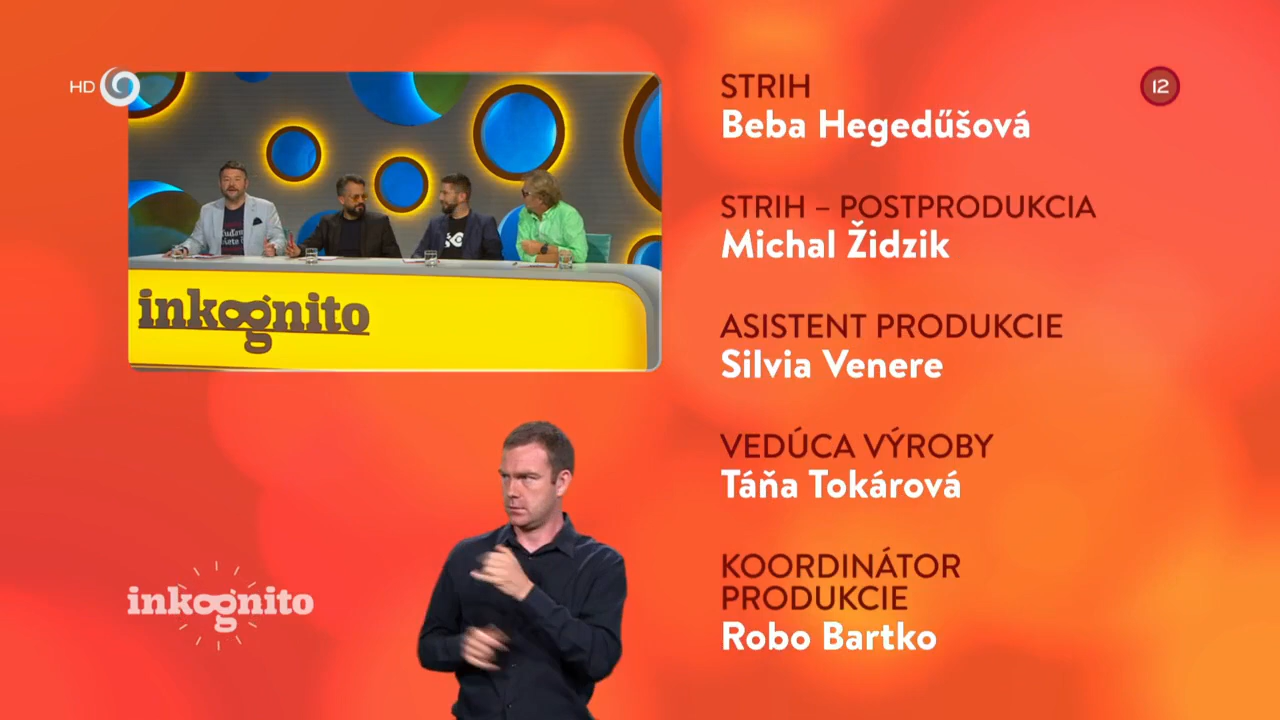 HD
12
STRIH
Beba Hegedűšová
STRIH – POSTPRODUKCIA
Michal Židzik
ASISTENT PRODUKCIE
Silvia Venere
VEDÚCA VÝROBY
Táňa Tokárová
KOORDINÁTOR
PRODUKCIE
Robo Bartko
inkognito
inkognito